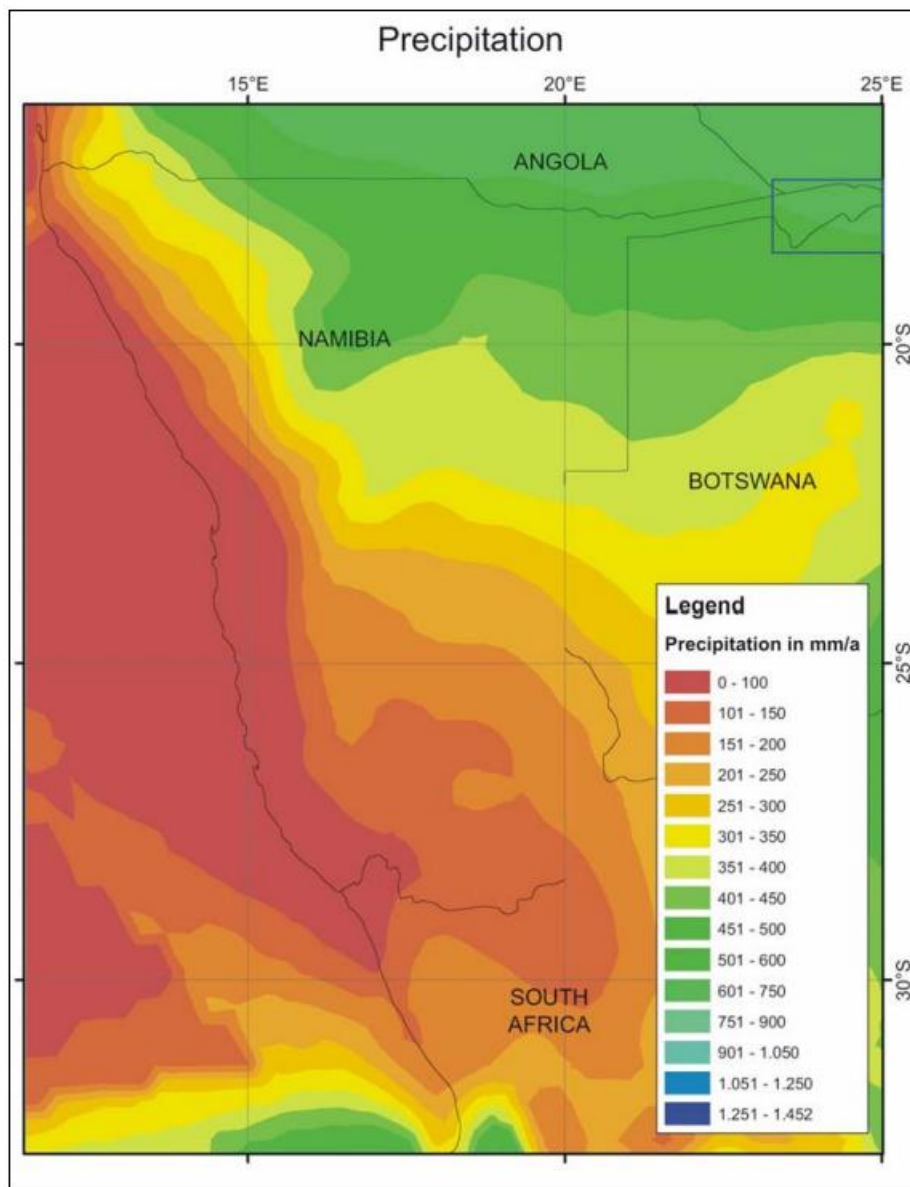 Precipitation
15°E 20°E 25°E
ANGOLA
NAMIBIA
20°S
BOTSWANA
Legend
Precipitation in mm/a
25°S
0 - 100
101 - 150
151 - 200
201 - 250
251 - 300
301 - 350
351 - 400
401 - 450
451 - 500
501 - 600
30°S
601 - 750
SOUTH
AFRICA
751 - 900
901 - 1.050
1.051 - 1.250
1.251 - 1.452